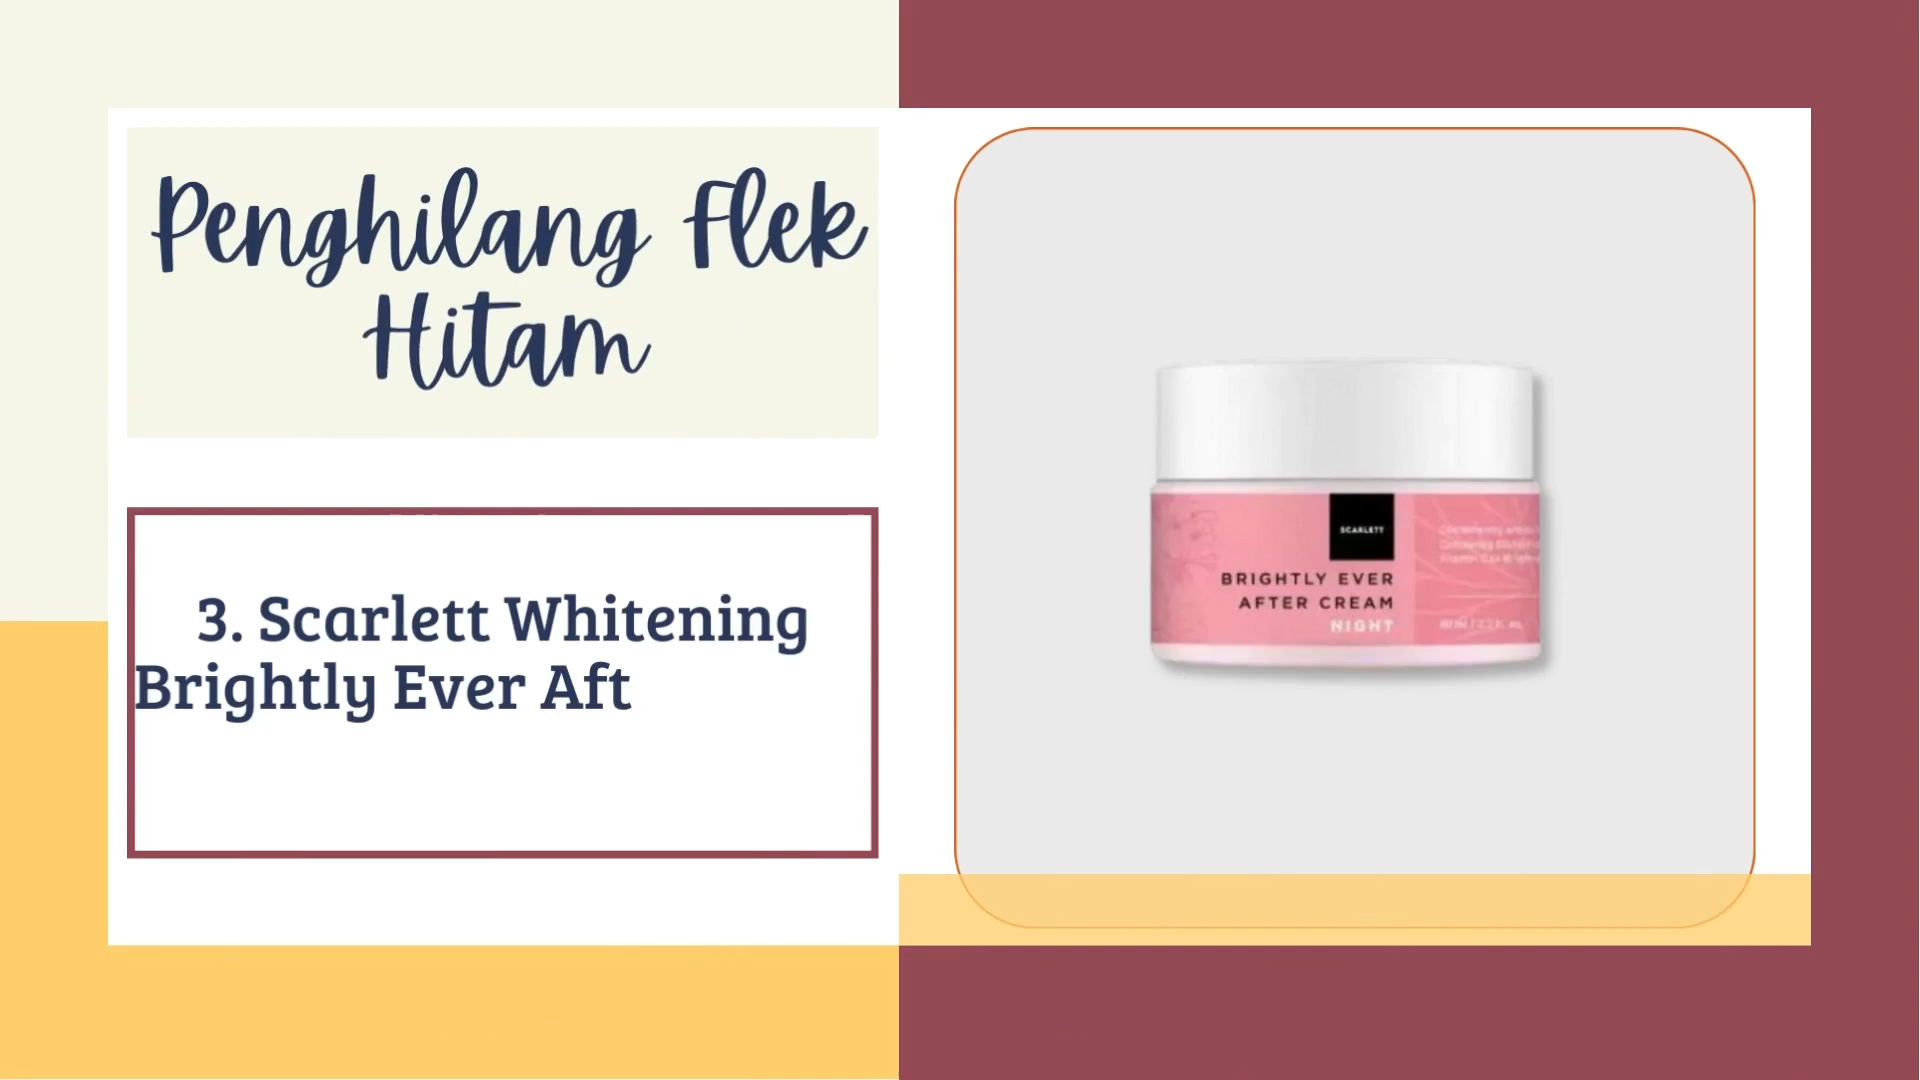 Penghilang Flek
Hitam
3. Scarlett Whitening
Brightly Ever Aft
SCARLETT
BRIGHTLY EVER
AFTER CREAM
NIGHT